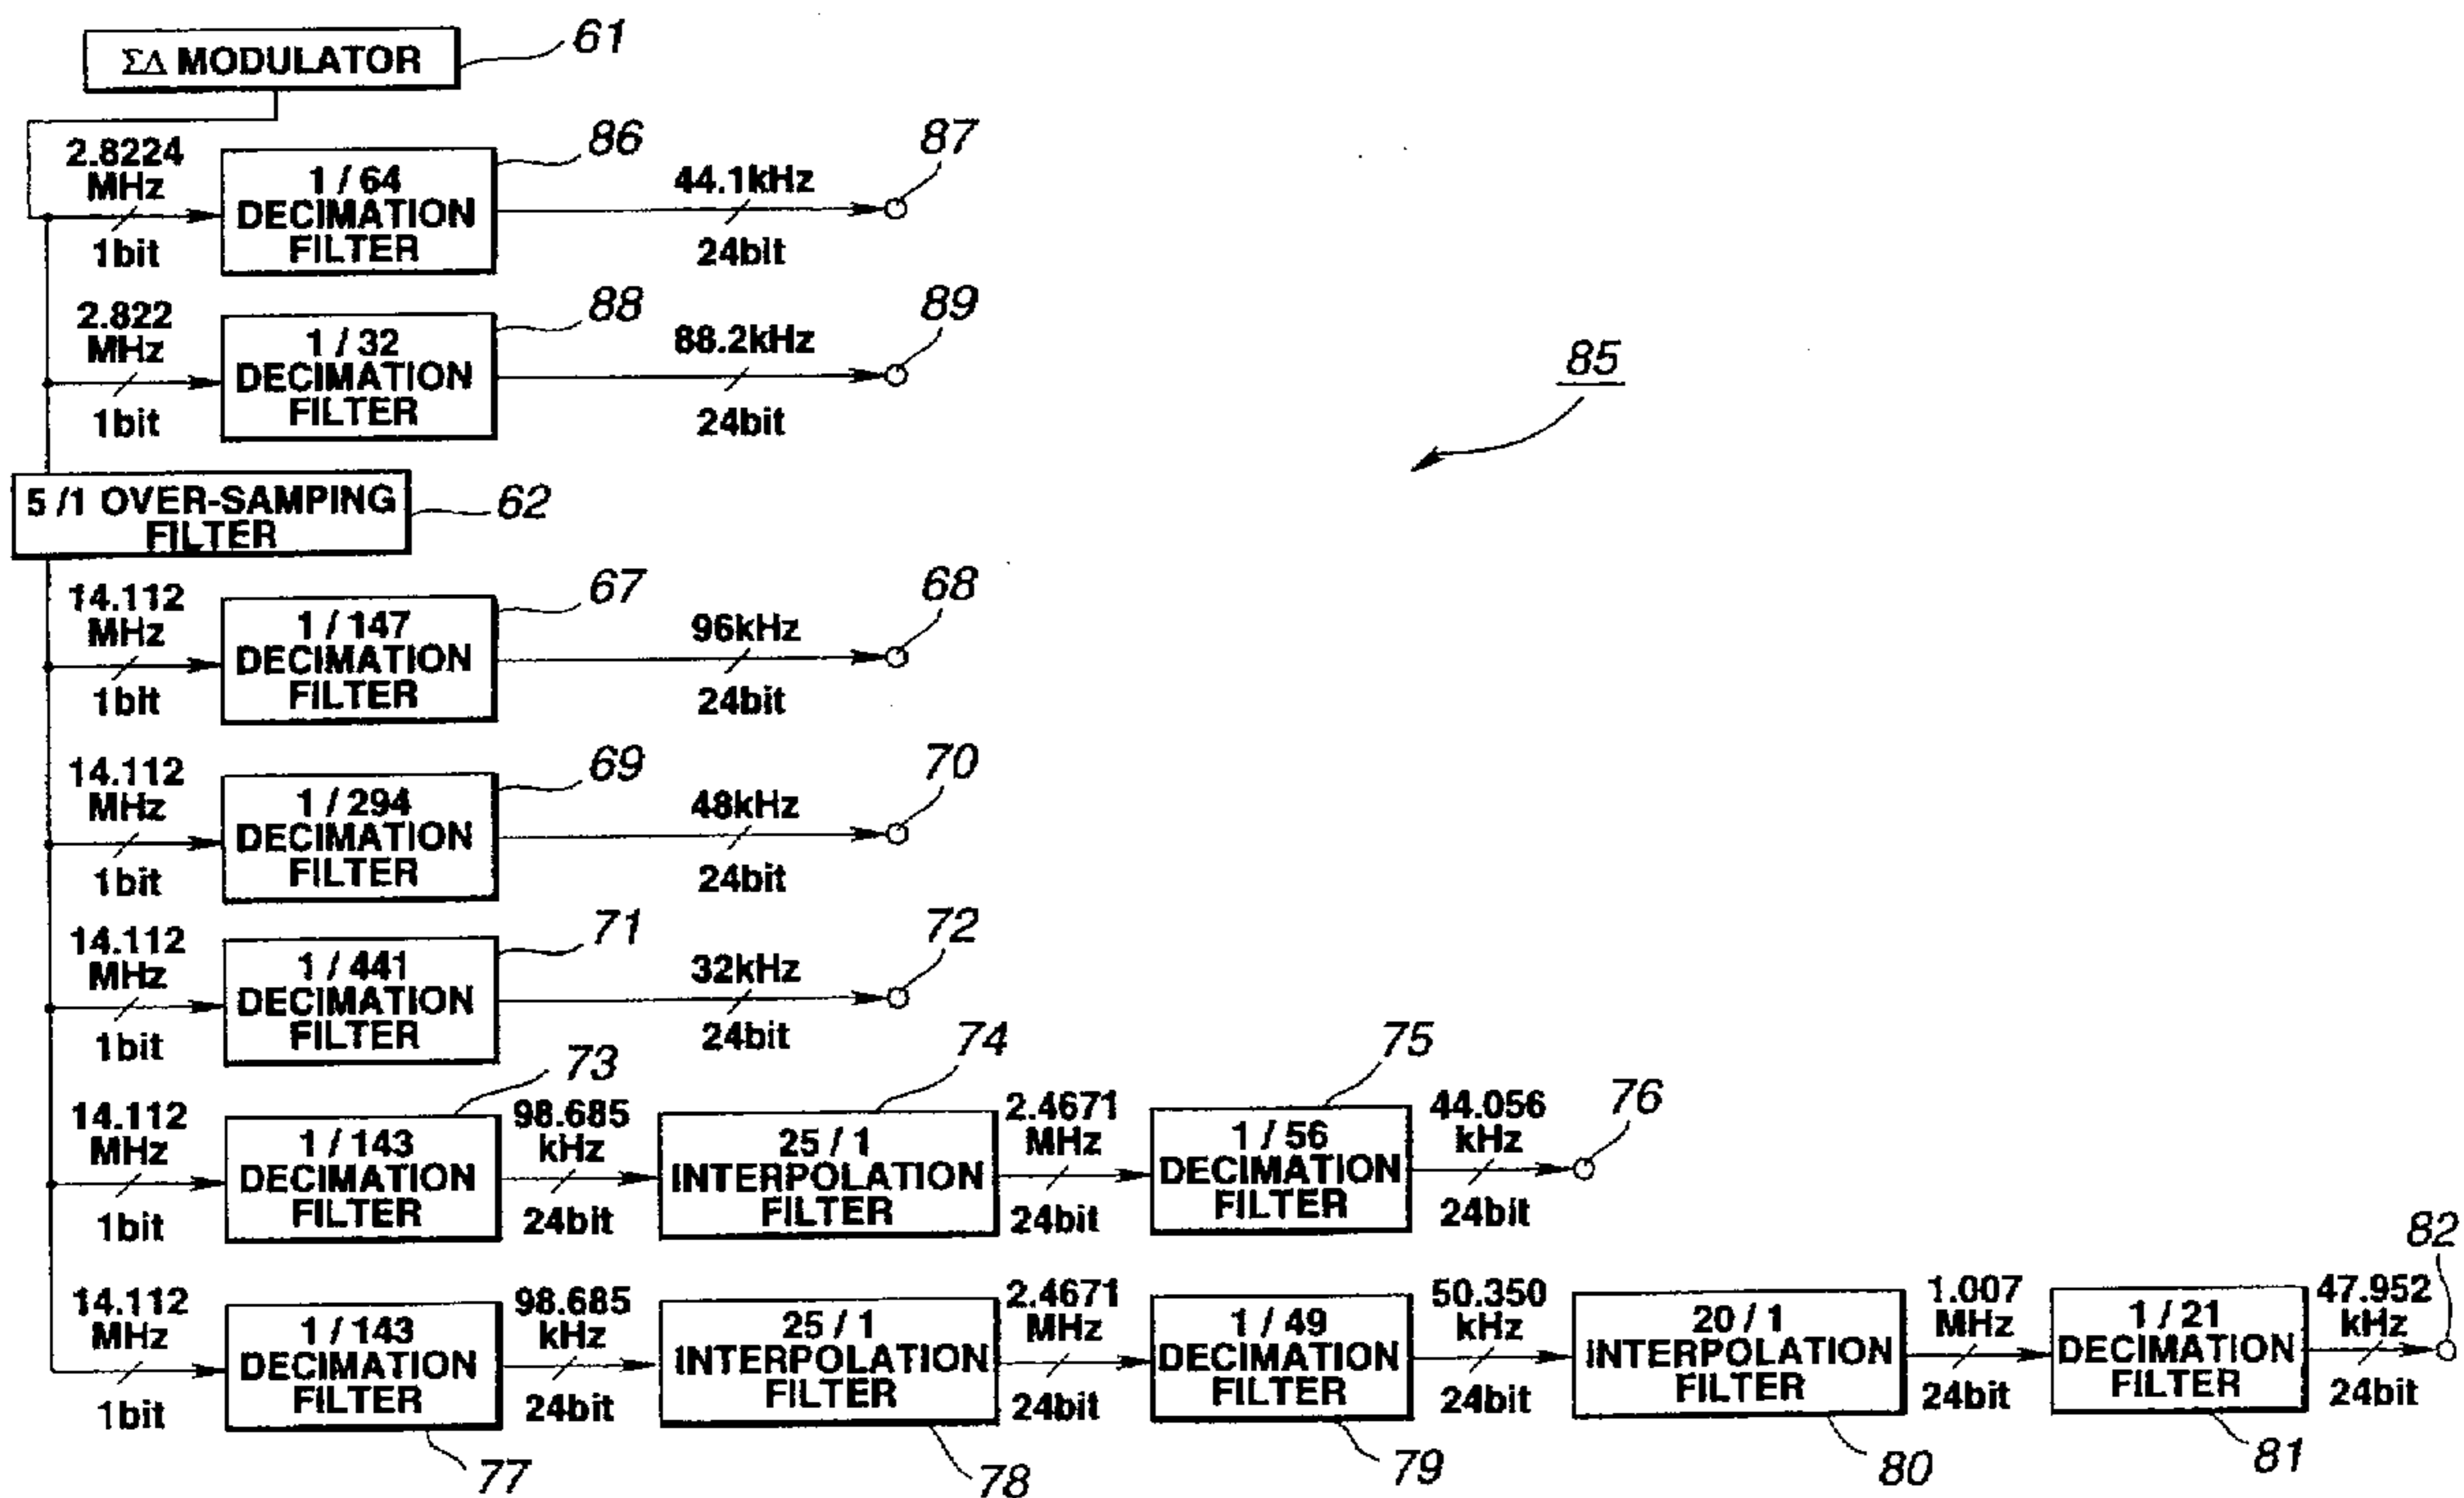 ΣΔ MODULATOR
61
2.8224
MHz
1bit
1 / 64
DECIMATION
FILTER
86
44.1kHz
24bit
87
2.822
MHz
1bit
1 / 32
DECIMATION
FILTER
88
88.2kHz
24bit
89
85
5 /1 OVER-SAMPING
FILTER
62
14.112
MHz
1bit
1 / 147
DECIMATION
FILTER
67
96kHz
24bit
68
14.112
MHz
1bit
1 / 294
DECIMATION
FILTER
69
48kHz
24bit
70
14.112
MHz
1bit
1 / 441
DECIMATION
FILTER
71
32kHz
24bit
72
14.112
MHz
1bit
1 / 143
DECIMATION
FILTER
73
98.685
kHz
24bit
25 / 1
INTERPOLATION
FILTER
74
2.4671
MHz
24bit
1 / 56
DECIMATION
FILTER
75
44.056
kHz
24bit
76
14.112
MHz
1bit
1 / 143
DECIMATION
FILTER
77
98.685
kHz
24bit
25 / 1
INTERPOLATION
FILTER
78
2.4671
MHz
24bit
1 / 49
DECIMATION
FILTER
79
50.350
kHz
24bit
20 / 1
INTERPOLATION
FILTER
80
1.007
MHz
24bit
1 / 21
DECIMATION
FILTER
81
47.952
kHz
24bit
82